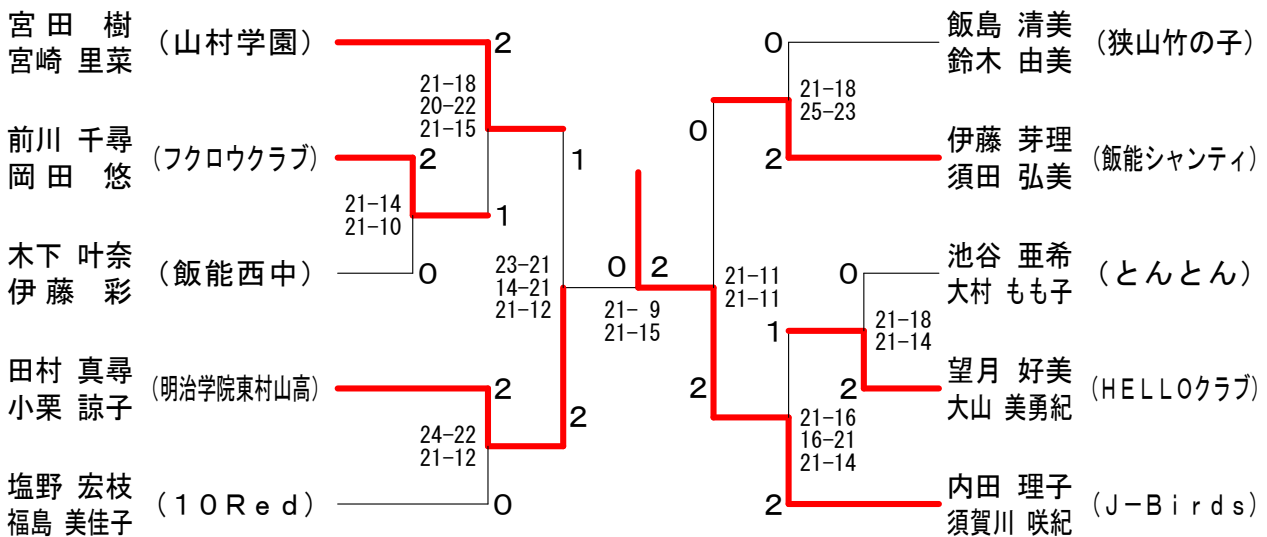 宮田 樹
宮崎 里菜
(山村学園)
2
21-18
20-22
21-15
前川 千尋
岡田 悠
(フクロウクラブ)
2
21-14
21-10
1
木下 叶奈
伊藤 彩
(飯能西中)
0
1
23-21
14-21
21-12
田村 真尋
小栗 諒子
(明治学院東村山高)
2
24-22
21-12
2
塩野 宏枝
福島 美佳子
(10Red)
0
0
2
21- 9
21-15
飯島 清美
鈴木 由美
(狭山竹の子)
0
21-18
25-23
0
伊藤 芽理
須田 弘美
(飯能シャンティ)
2
21-11
21-11
池谷 亜希
大村 もも子
(とんとん)
0
21-18
21-14
1
望月 好美
大山 美勇紀
(HELLOクラブ)
2
2
21-16
16-21
21-14
内田 理子
須賀川 咲紀
(J-Birds)
2